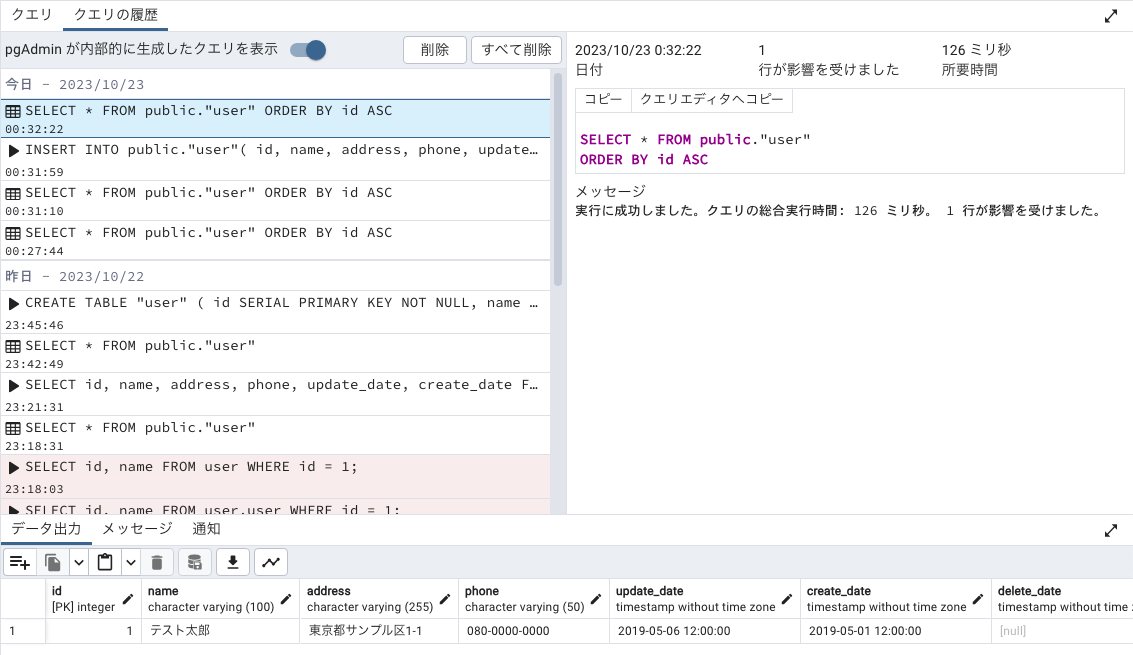 クエリ クエリの履歴
pgAdmin が内部的に生成したクエリを表示 削除 すべて削除
今日 - 2023/10/23
SELECT * FROM public."user" ORDER BY id ASC
00:32:22
INSERT INTO public."user"( id, name, address, phone, update…
00:31:59
SELECT * FROM public."user" ORDER BY id ASC
00:31:10
SELECT * FROM public."user" ORDER BY id ASC
00:27:44
昨日 - 2023/10/22
CREATE TABLE "user" ( id SERIAL PRIMARY KEY NOT NULL, name …
23:45:46
SELECT * FROM public."user"
23:42:49
SELECT id, name, address, phone, update_date, create_date F…
23:21:31
SELECT * FROM public."user"
23:18:31
SELECT id, name FROM user WHERE id = 1;
23:18:03
SELECT id, name FROM user.user WHERE id = 1;
2023/10/23 0:32:22 1 126 ミリ秒
日付 行が影響を受けました 所要時間
コピー クエリエディタへコピー
SELECT * FROM public."user"
ORDER BY id ASC
メッセージ
実行に成功しました。クエリの総合実行時間: 126 ミリ秒。 1 行が影響を受けました。
データ出力 メッセージ 通知
id name address phone update_date create_date delete_date
[PK] integer character varying (100) character varying (255) character varying (50) timestamp without time zone timestamp without time zone timestamp without time
1 1 テスト太郎 東京都サンプル区1-1 080-0000-0000 2019-05-06 12:00:00 2019-05-01 12:00:00 [null]